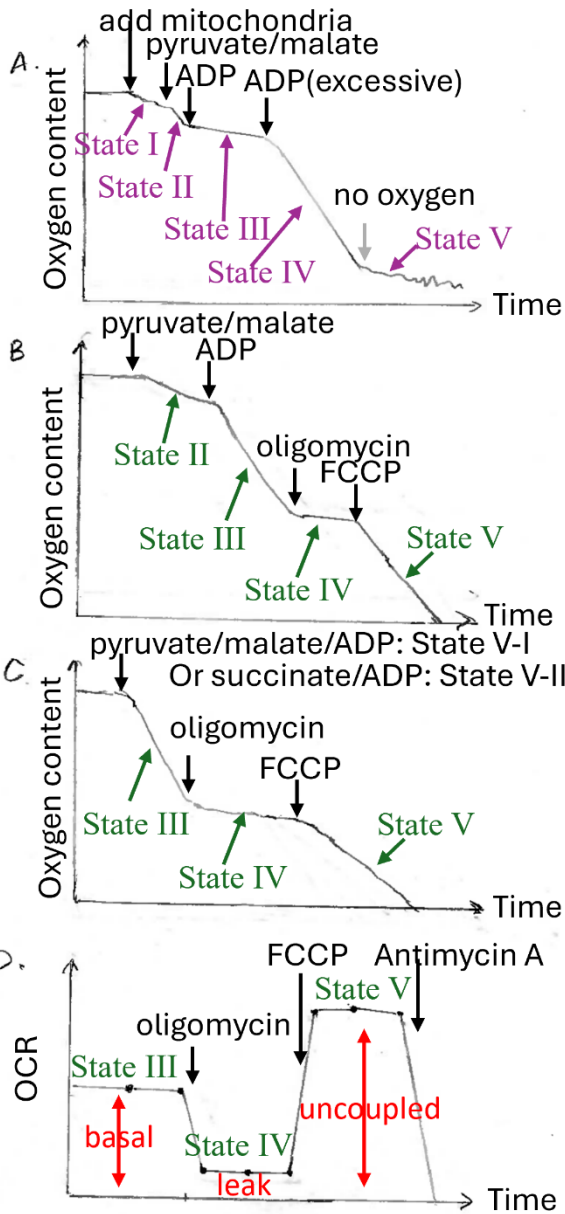 add mitochondria
A. pyruvate/malate
ADP
ADP(excessive)
State I
State II
State III
State IV
no oxygen
State V
Oxygen content
Time
B
pyruvate/malate
ADP
State II
oligomycin
FCCP
State III
State IV
State V
Oxygen content
Time
pyruvate/malate/ADP: State V-I
C. Or succinate/ADP: State V-II
oligomycin
FCCP
State III
State IV
State V
Oxygen content
Time
D.
FCCP
Antimycin A
State V
oligomycin
State III
basal
State IV
leak
uncoupled
OCR
Time